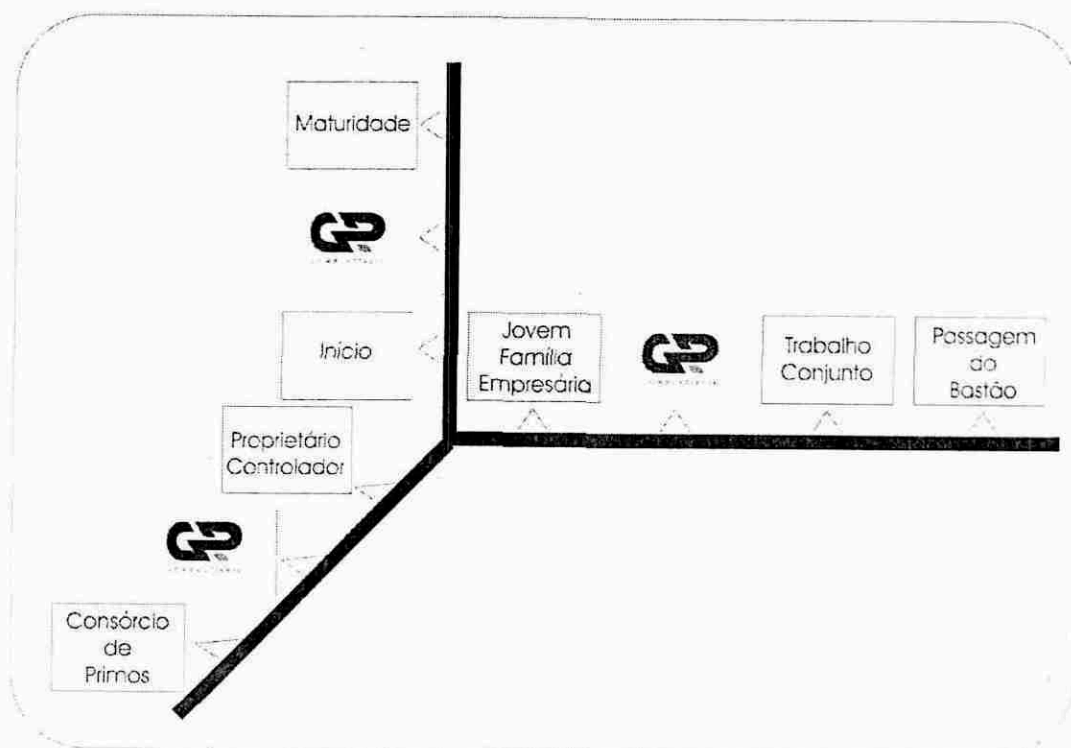 Maturidade
Início
Jovem
Família
Empresária
Trabalho
Conjunto
Passagem
do
Bastão
Proprietário
Controlador
Consórcio
de
Primos